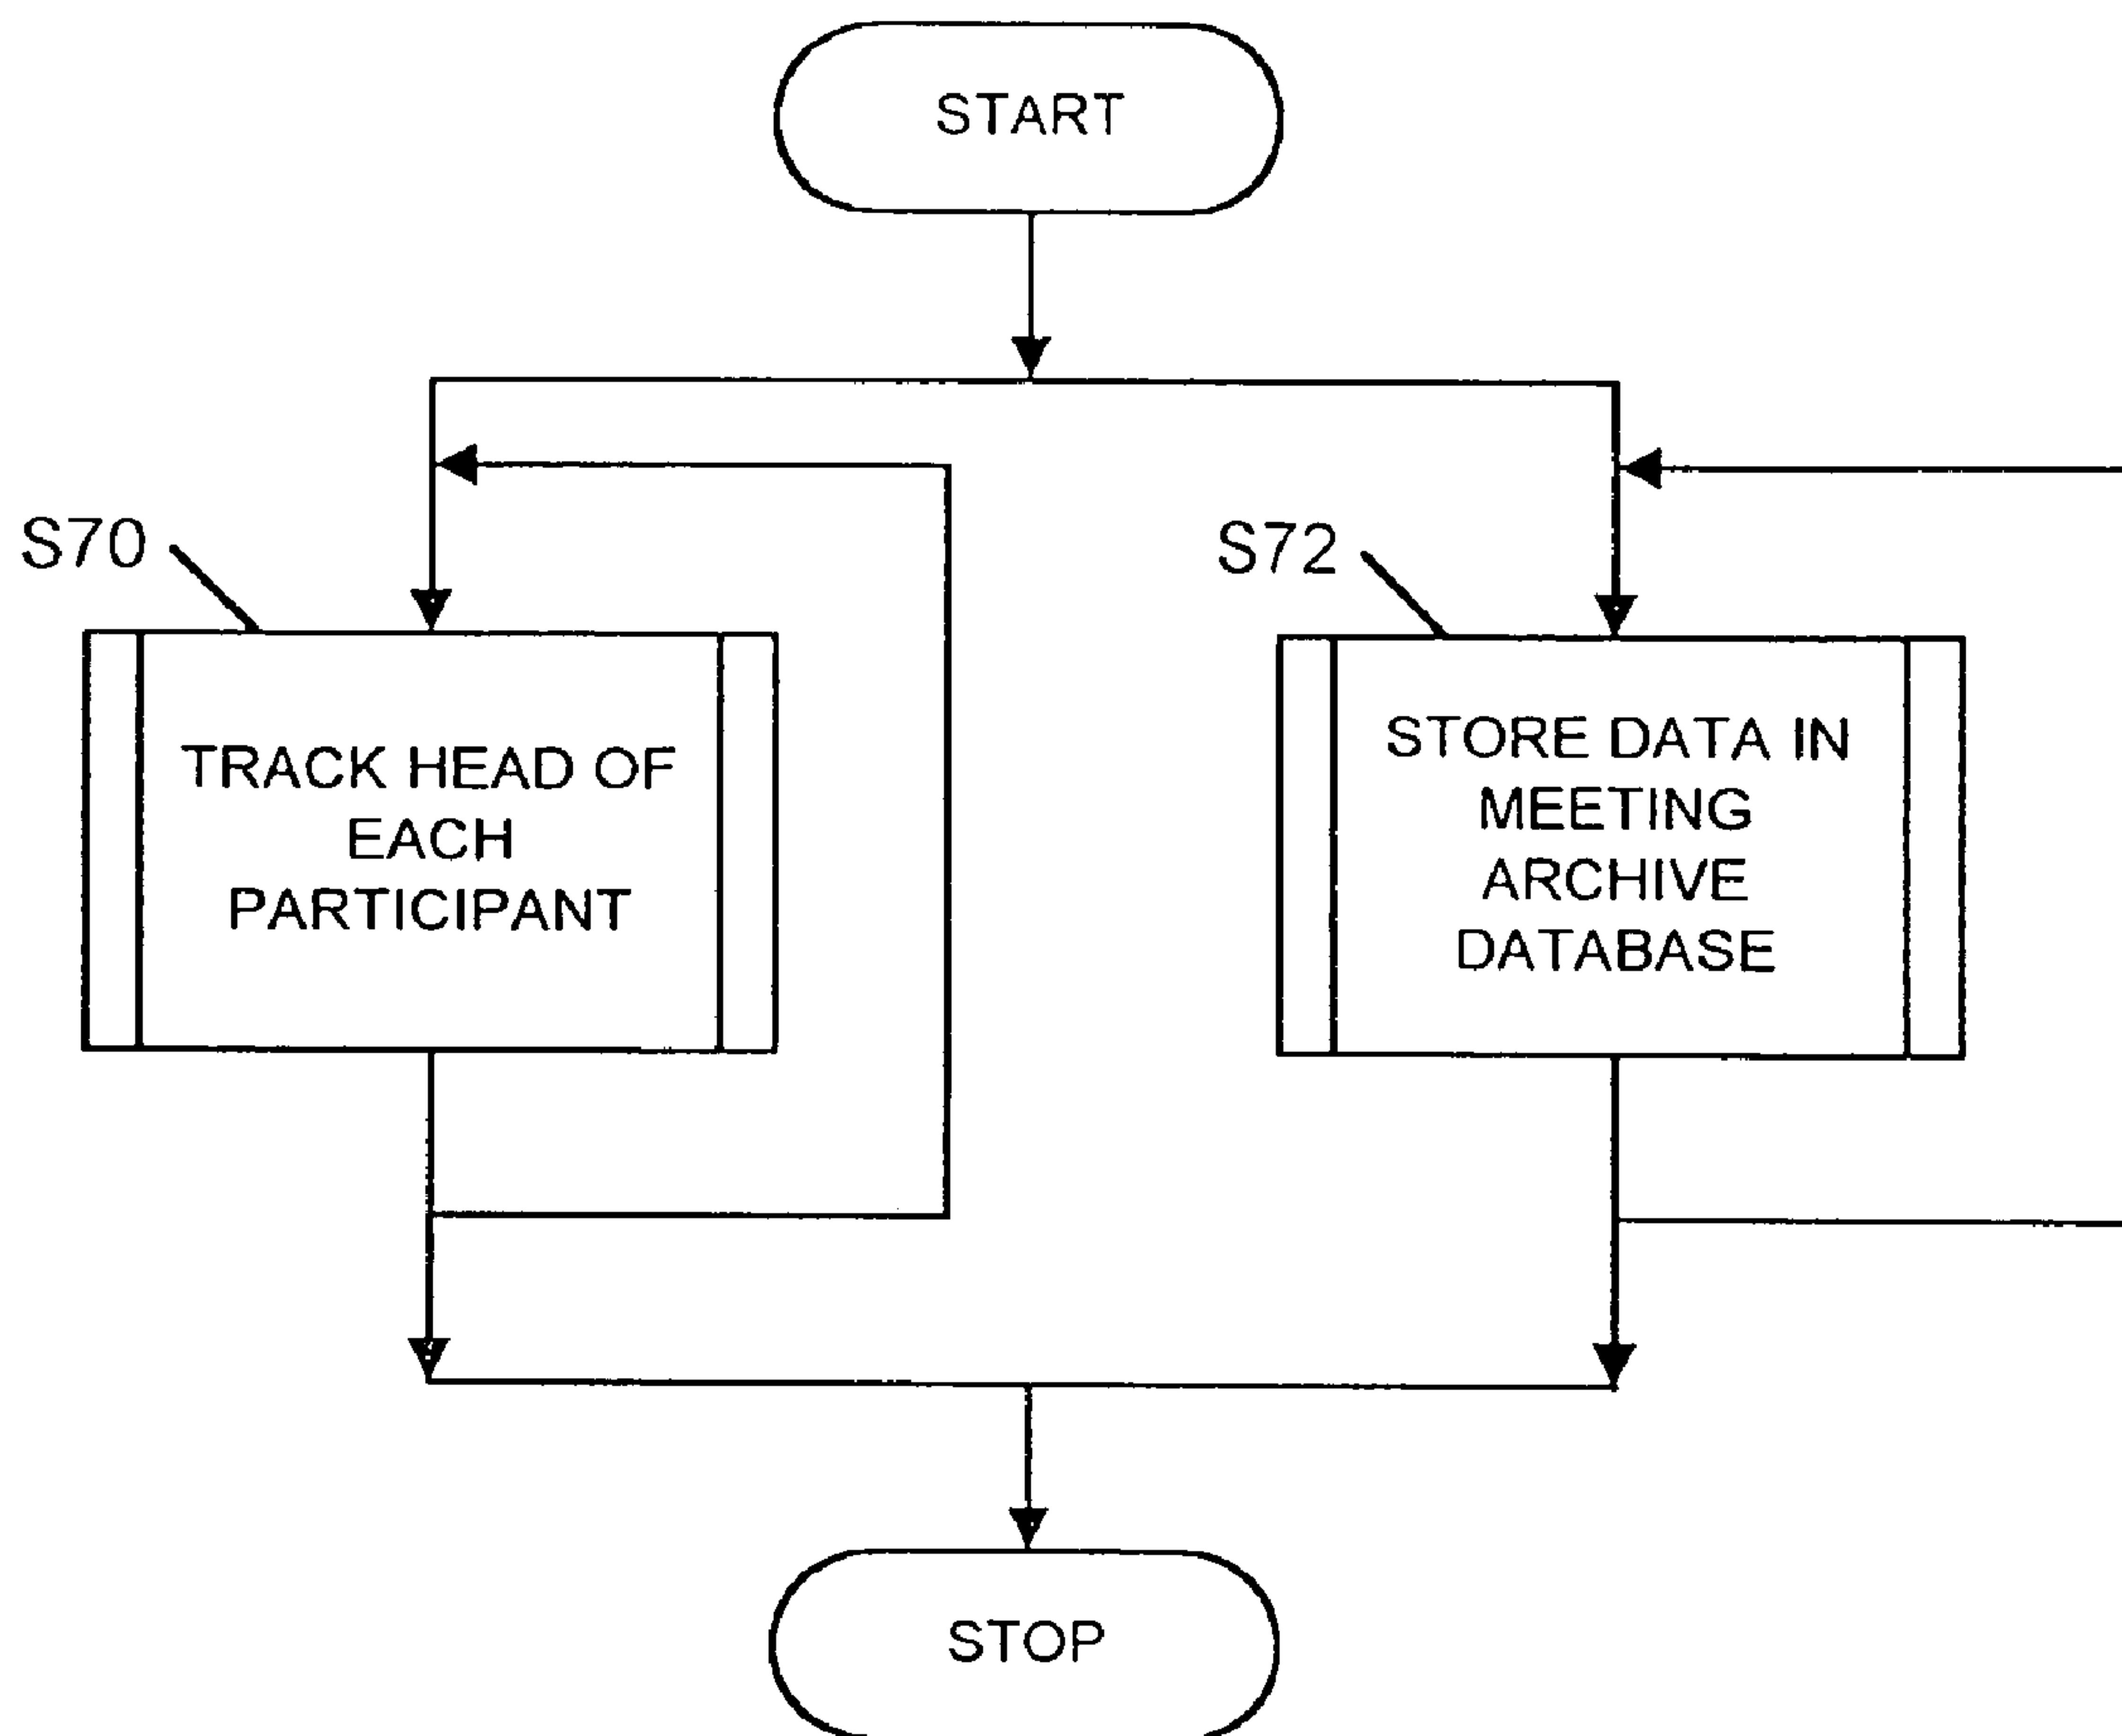 START
S70
TRACK HEAD OF
EACH
PARTICIPANT
S72
STORE DATA IN
MEETING
ARCHIVE
DATABASE
STOP